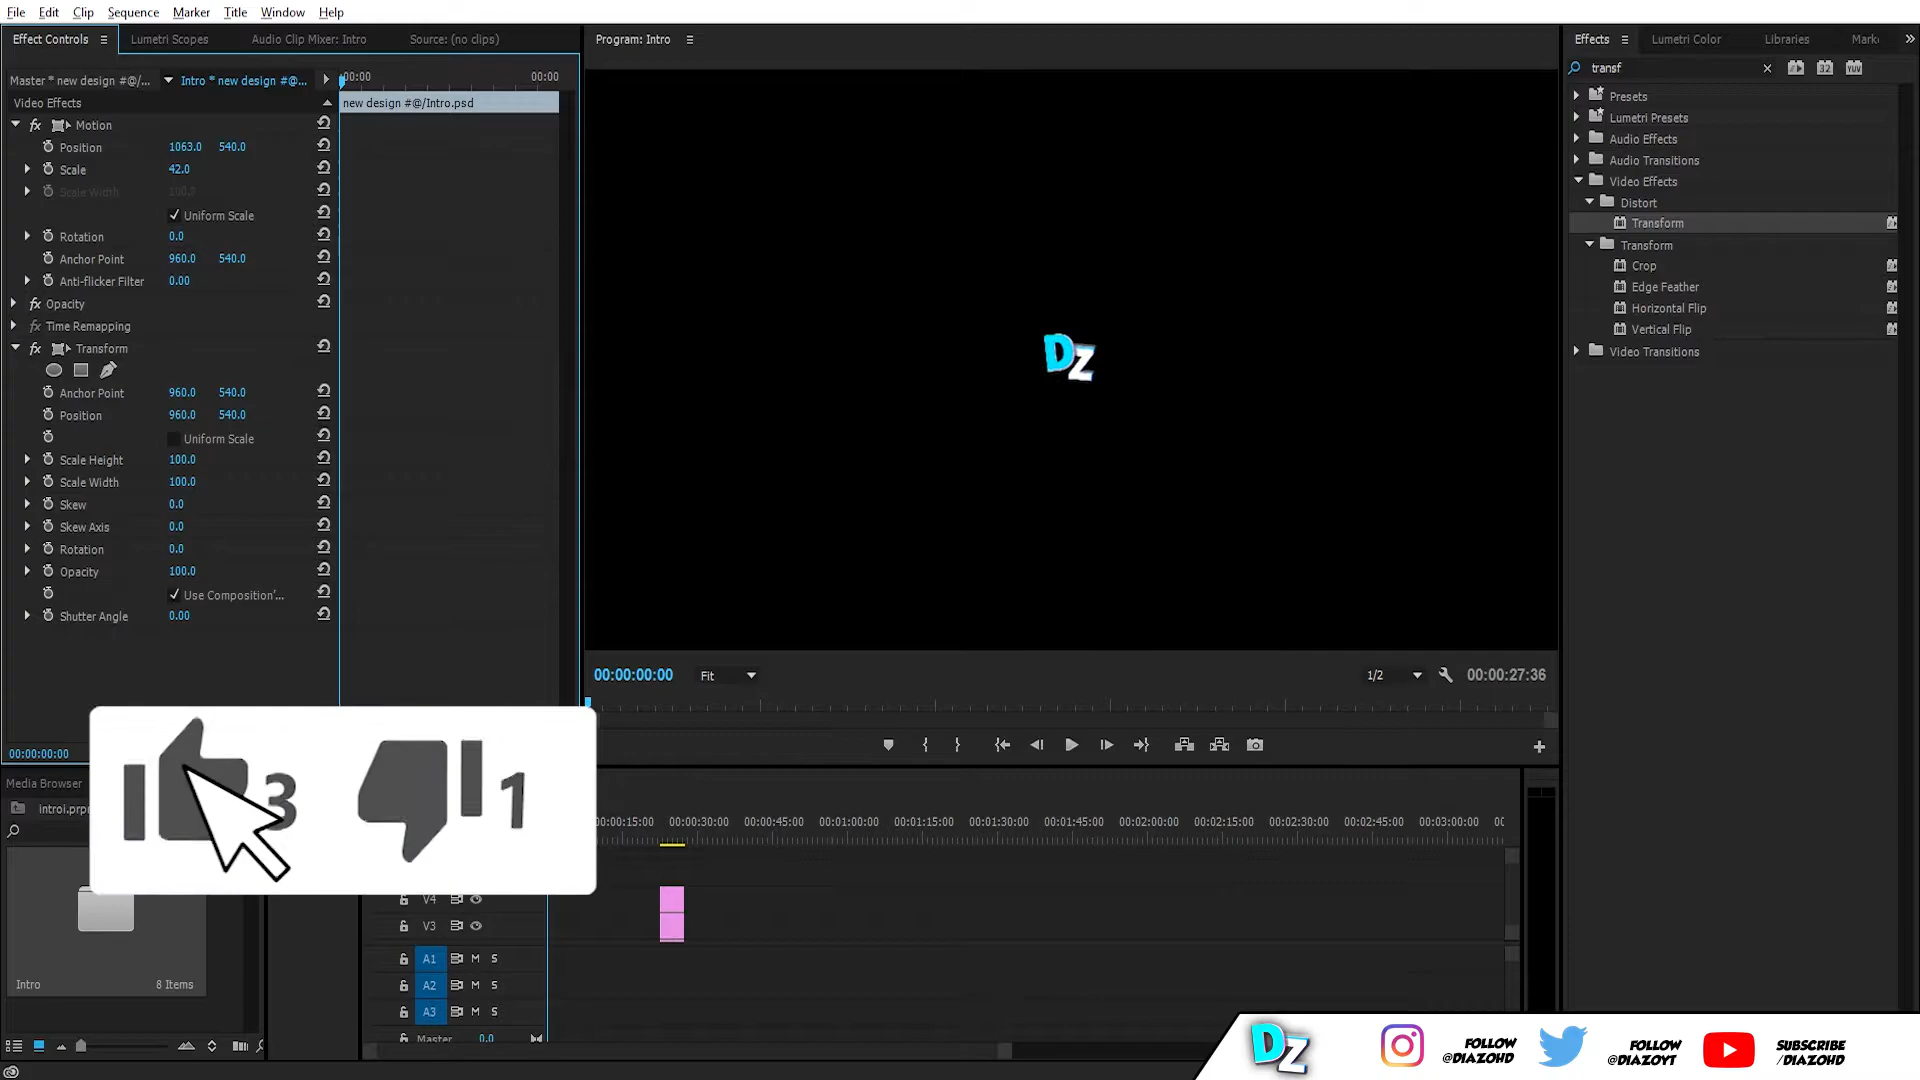 File Edit Clip Sequence Marker Title Window Help
Effect Controls Lumetri Scopes Audio Clip Mixer: Intro Source: (no clips) Program: Intro Effects Lumetri Color Libraries Mark
Master * new design #@/... Intro * new design #@... 00:00 00:00
transf
Video Effects new design #@/Intro.psd
Presets
Motion
Lumetri Presets
Position 1063.0 540.0
Audio Effects
Scale 42.0
Audio Transitions
Scale Width 100.0
Video Effects
Uniform Scale
Distort
Rotation 0.0
Transform
Anchor Point 960.0 540.0
Transform
Anti-flicker Filter 0.00
Crop
Opacity
Edge Feather
Time Remapping
Horizontal Flip
Transform
Vertical Flip
Video Transitions
Anchor Point 960.0 540.0
Position 960.0 540.0
Uniform Scale
Scale Height 100.0
Scale Width 100.0
Skew 0.0
Skew Axis 0.0
Rotation 0.0
Opacity 100.0
Use Composition'...
Shutter Angle 0.00
DZ
00:00:00:00 Fit 1/2 00:00:27:36
00:00:00:00
3 1
Media Browser
introi.prpr
00:00:15:00 00:00:30:00 00:00:45:00 00:01:00:00 00:01:15:00 00:01:30:00 00:01:45:00 00:02:00:00 00:02:15:00 00:02:30:00 00:02:45:00 00:03:00:00 00
V4
V3
A1 M S
A2 M S
A3 M S
Master 0.0
Intro 8 Items
DZ
FOLLOW
@DIAZOHD
FOLLOW
@DIAZOYT
SUBSCRIBE
/DIAZOHD